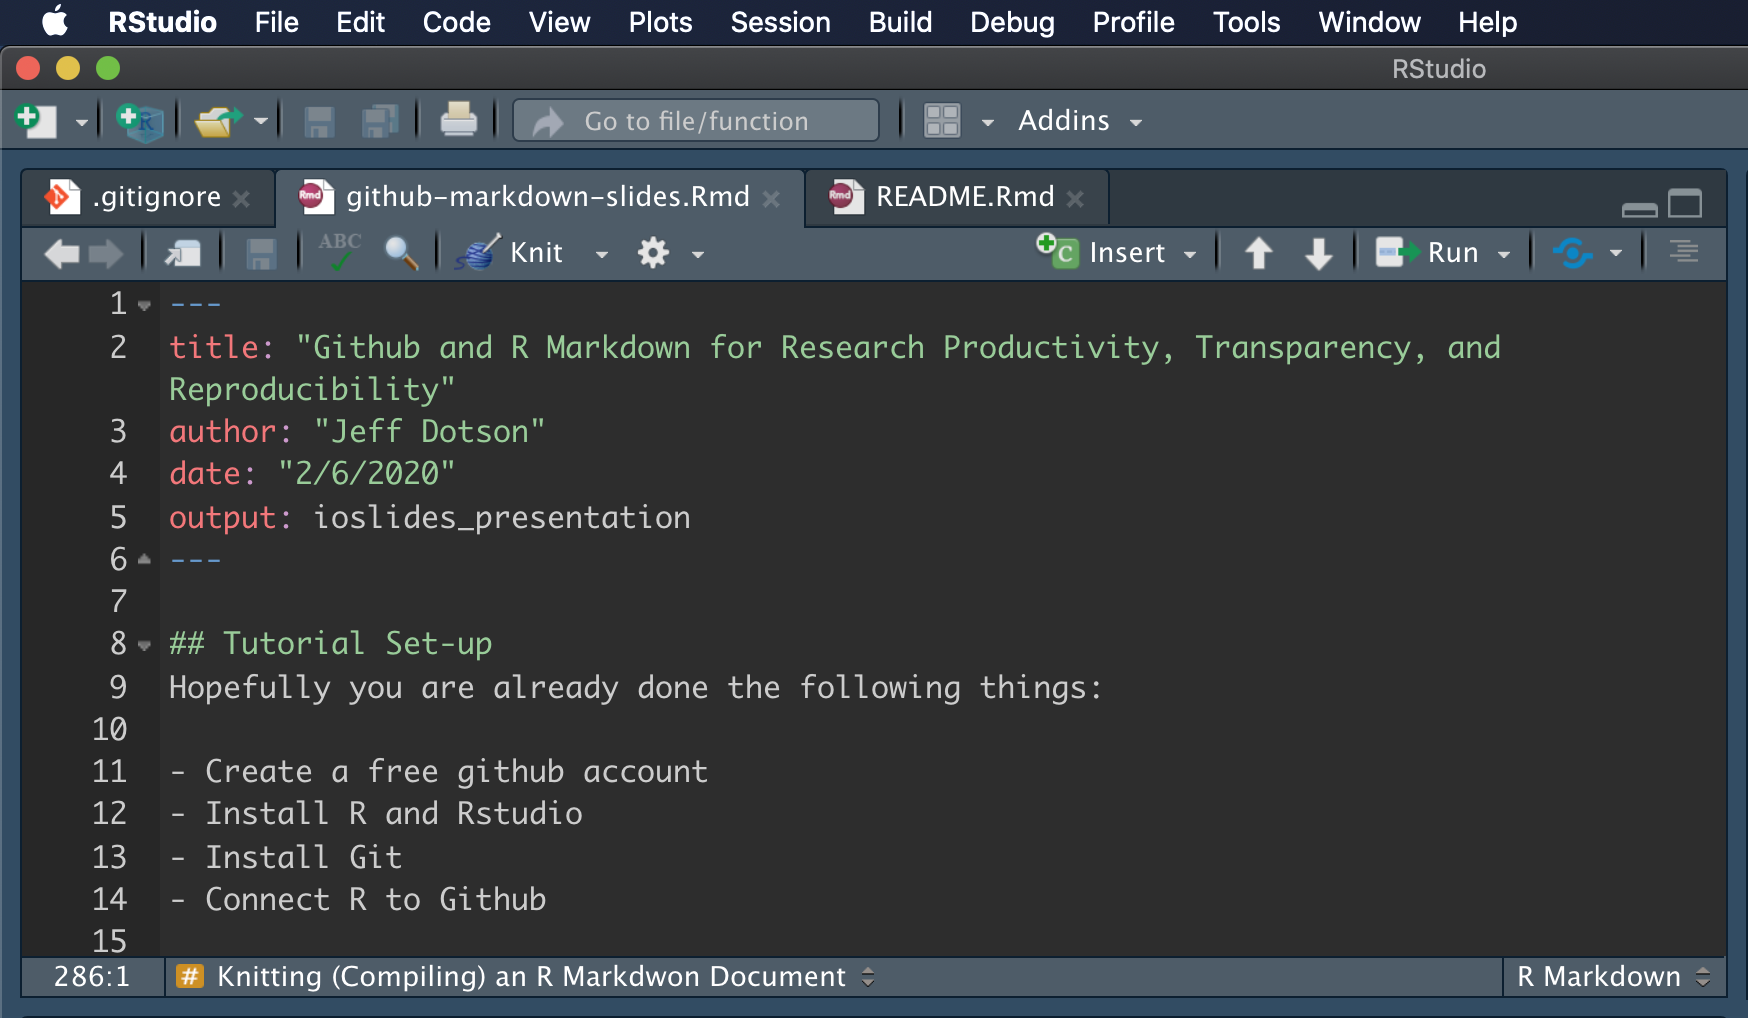 RStudio File Edit Code View Plots Session Build Debug Profile Tools Window Help
RStudio
R Go to file/function Addins
.gitignore Rmd github-markdown-slides.Rmd Rmd README.Rmd
ABC Knit C Insert Run
1 ---
2 title: "Github and R Markdown for Research Productivity, Transparency, and
Reproducibility"
3 author: "Jeff Dotson"
4 date: "2/6/2020"
5 output: ioslides_presentation
6 ---
7
8 ## Tutorial Set-up
9 Hopefully you are already done the following things:
10
11 - Create a free github account
12 - Install R and Rstudio
13 - Install Git
14 - Connect R to Github
15
286:1 # Knitting (Compiling) an R Markdwon Document R Markdown